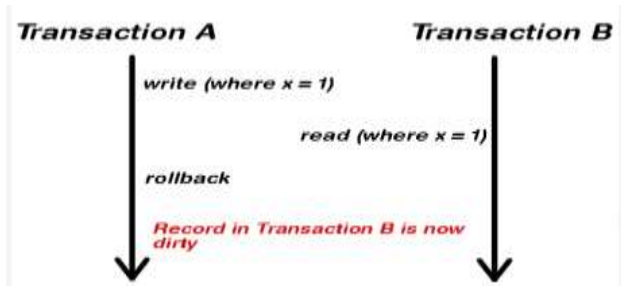 Transaction A
Transaction B
write (where x = 1)
read (where x = 1)
rollback
Record in Transaction B is now
dirty